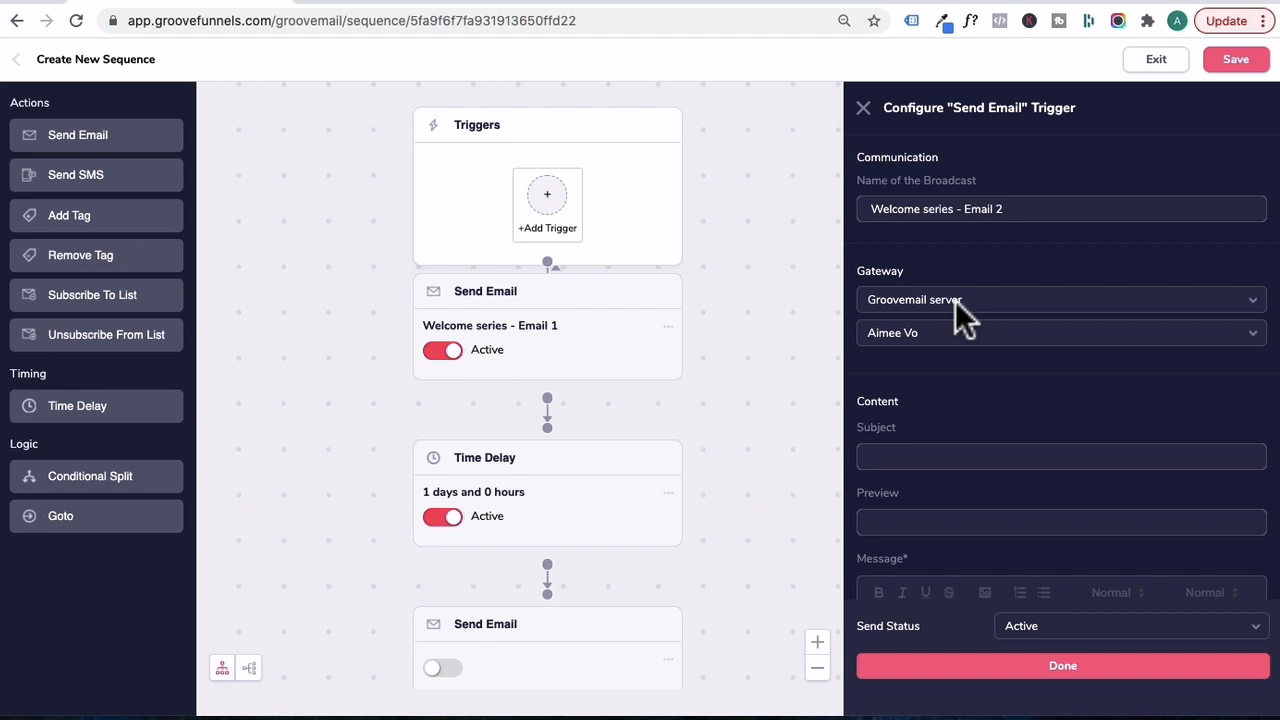 app.groovefunnels.com/groovemail/sequence/5fa9f6f7fa931913650ffd22
f?
K
tb
A
Update
Create New Sequence
Exit
Save
Actions
Send Email
Send SMS
Add Tag
Remove Tag
Subscribe To List
Unsubscribe From List
Timing
Time Delay
Logic
Conditional Split
Goto
Triggers
+
+Add Trigger
Send Email
Welcome series - Email 1
Active
Time Delay
1 days and 0 hours
Active
Send Email
Configure "Send Email" Trigger
Communication
Name of the Broadcast
Welcome series - Email 2
Gateway
Groovemail server
Aimee Vo
Content
Subject
Preview
Message*
B I U S Normal Normal
Send Status
Active
Done